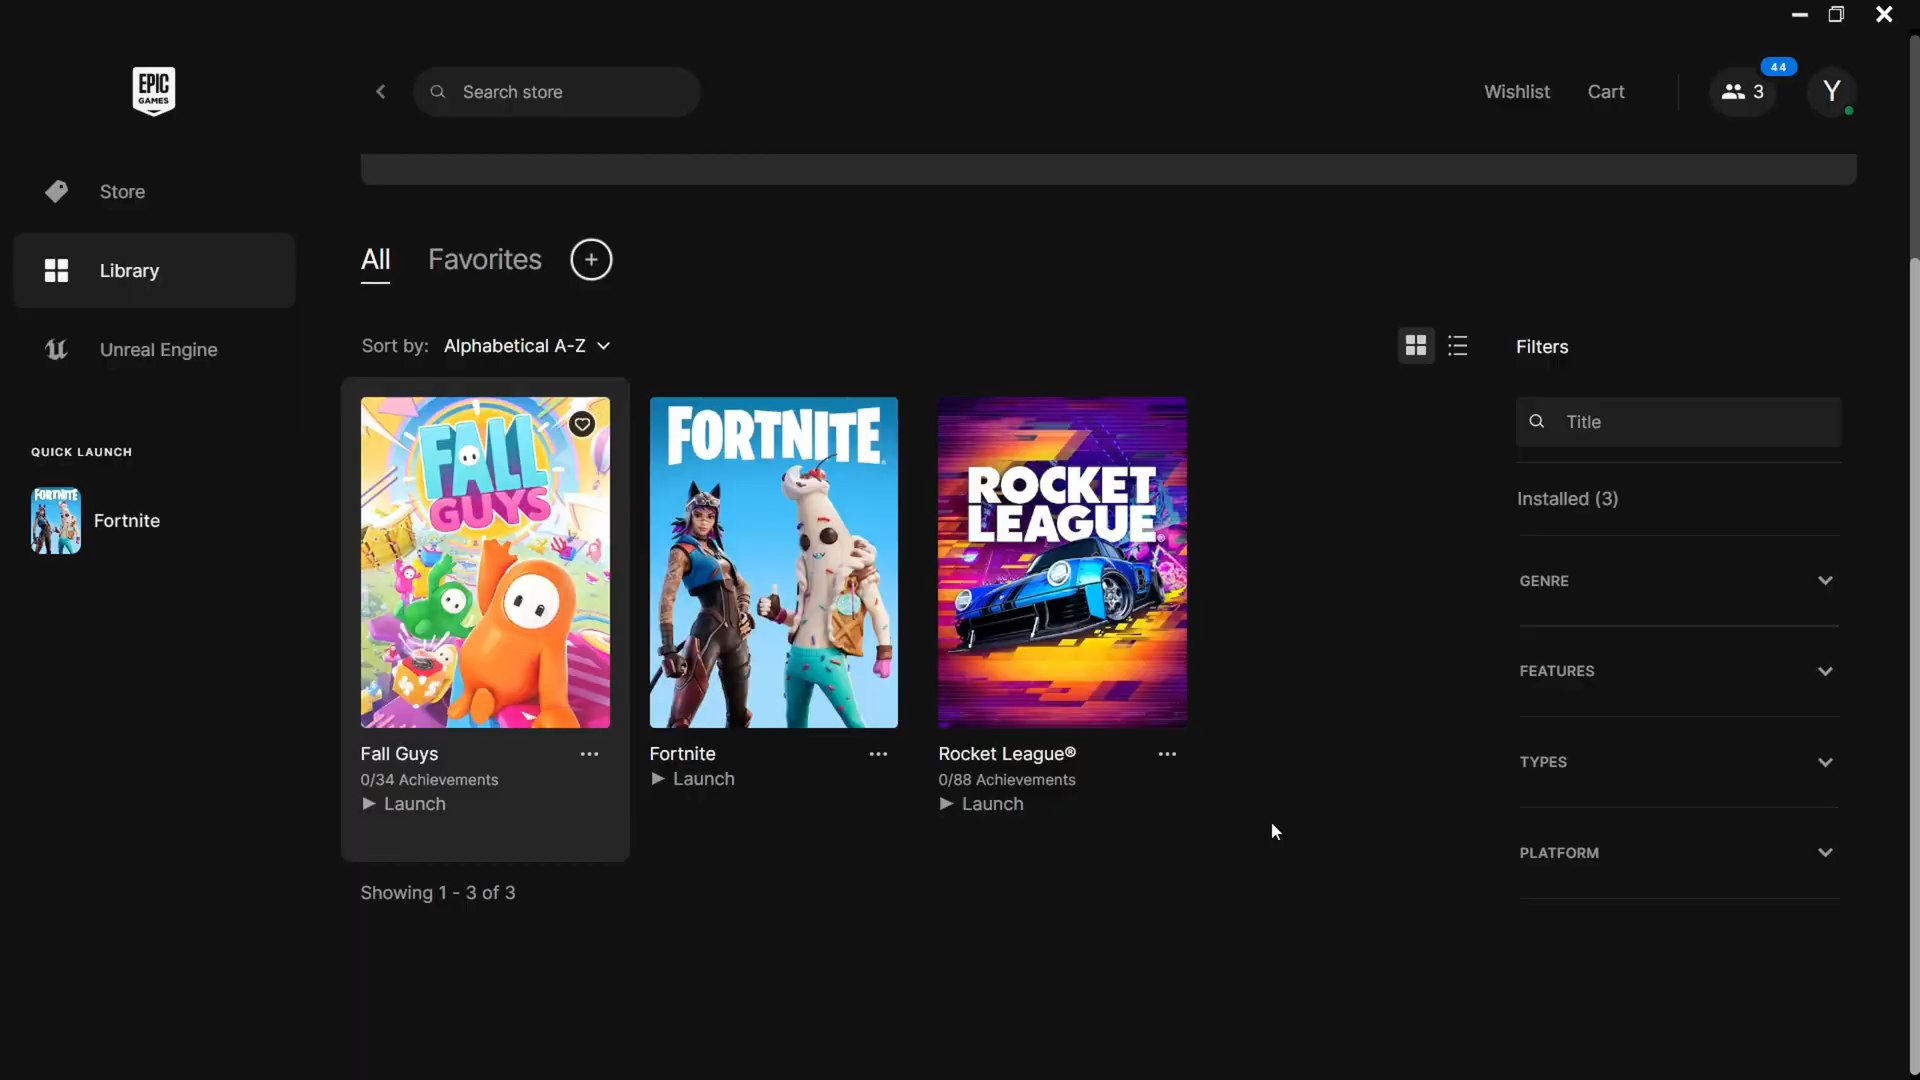 EPIC
GAMES
Search store
Wishlist
Cart
3
44
Y
Store
Library
Unreal Engine
QUICK LAUNCH
FORTNITE
Fortnite
All
Favorites
+
Sort by: Alphabetical A-Z
FALL
GUYS
FORTNITE
ROCKET
LEAGUE®
Fall Guys
0/34 Achievements
Launch
Fortnite
Launch
Rocket League®
0/88 Achievements
Launch
Showing 1 - 3 of 3
Filters
Title
Installed (3)
GENRE
FEATURES
TYPES
PLATFORM